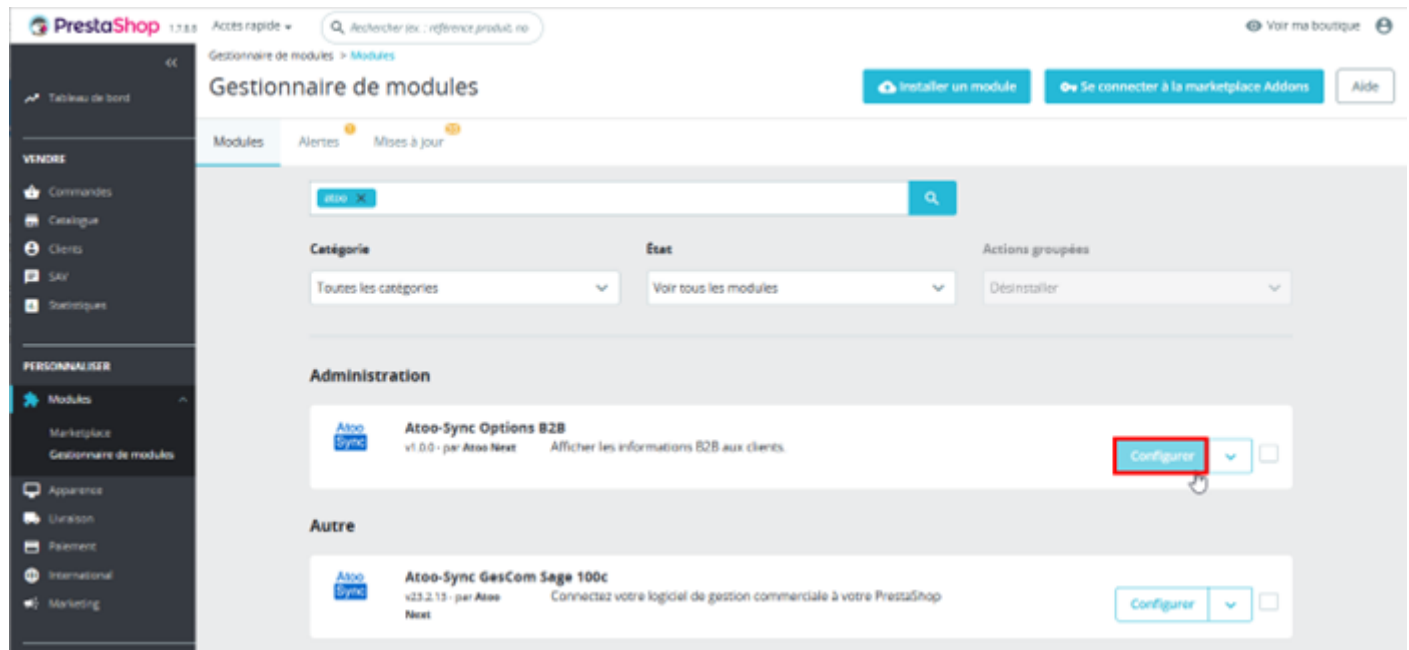 PrestaShop 1.7.8.8 Accès rapide Rechercher (ex. : référence produit, no Voir ma boutique
Gestionnaire de modules > Modules
Gestionnaire de modules
Installer un module Se connecter à la marketplace Addons Aide
Tableau de bord
Modules Alertes Mises à jour
VENDRE
Commandes
Catalogue
Clients
SAV
Statistiques
atoo
Catégorie État Actions groupées
Toutes les catégories Voir tous les modules Désinstaller
PERSONNALISER
Modules
Marketplace
Gestionnaire de modules
Apparence
Livraison
Paiement
International
Marketing
Administration
Atoo Sync
Atoo-Sync Options B2B
v1.0.0 - par Atoo Next Afficher les informations B2B aux clients.
Configurer
Autre
Atoo Sync
Atoo-Sync GesCom Sage 100c
v23.2.13 - par Atoo Connectez votre logiciel de gestion commerciale à votre PrestaShop
Next
Configurer